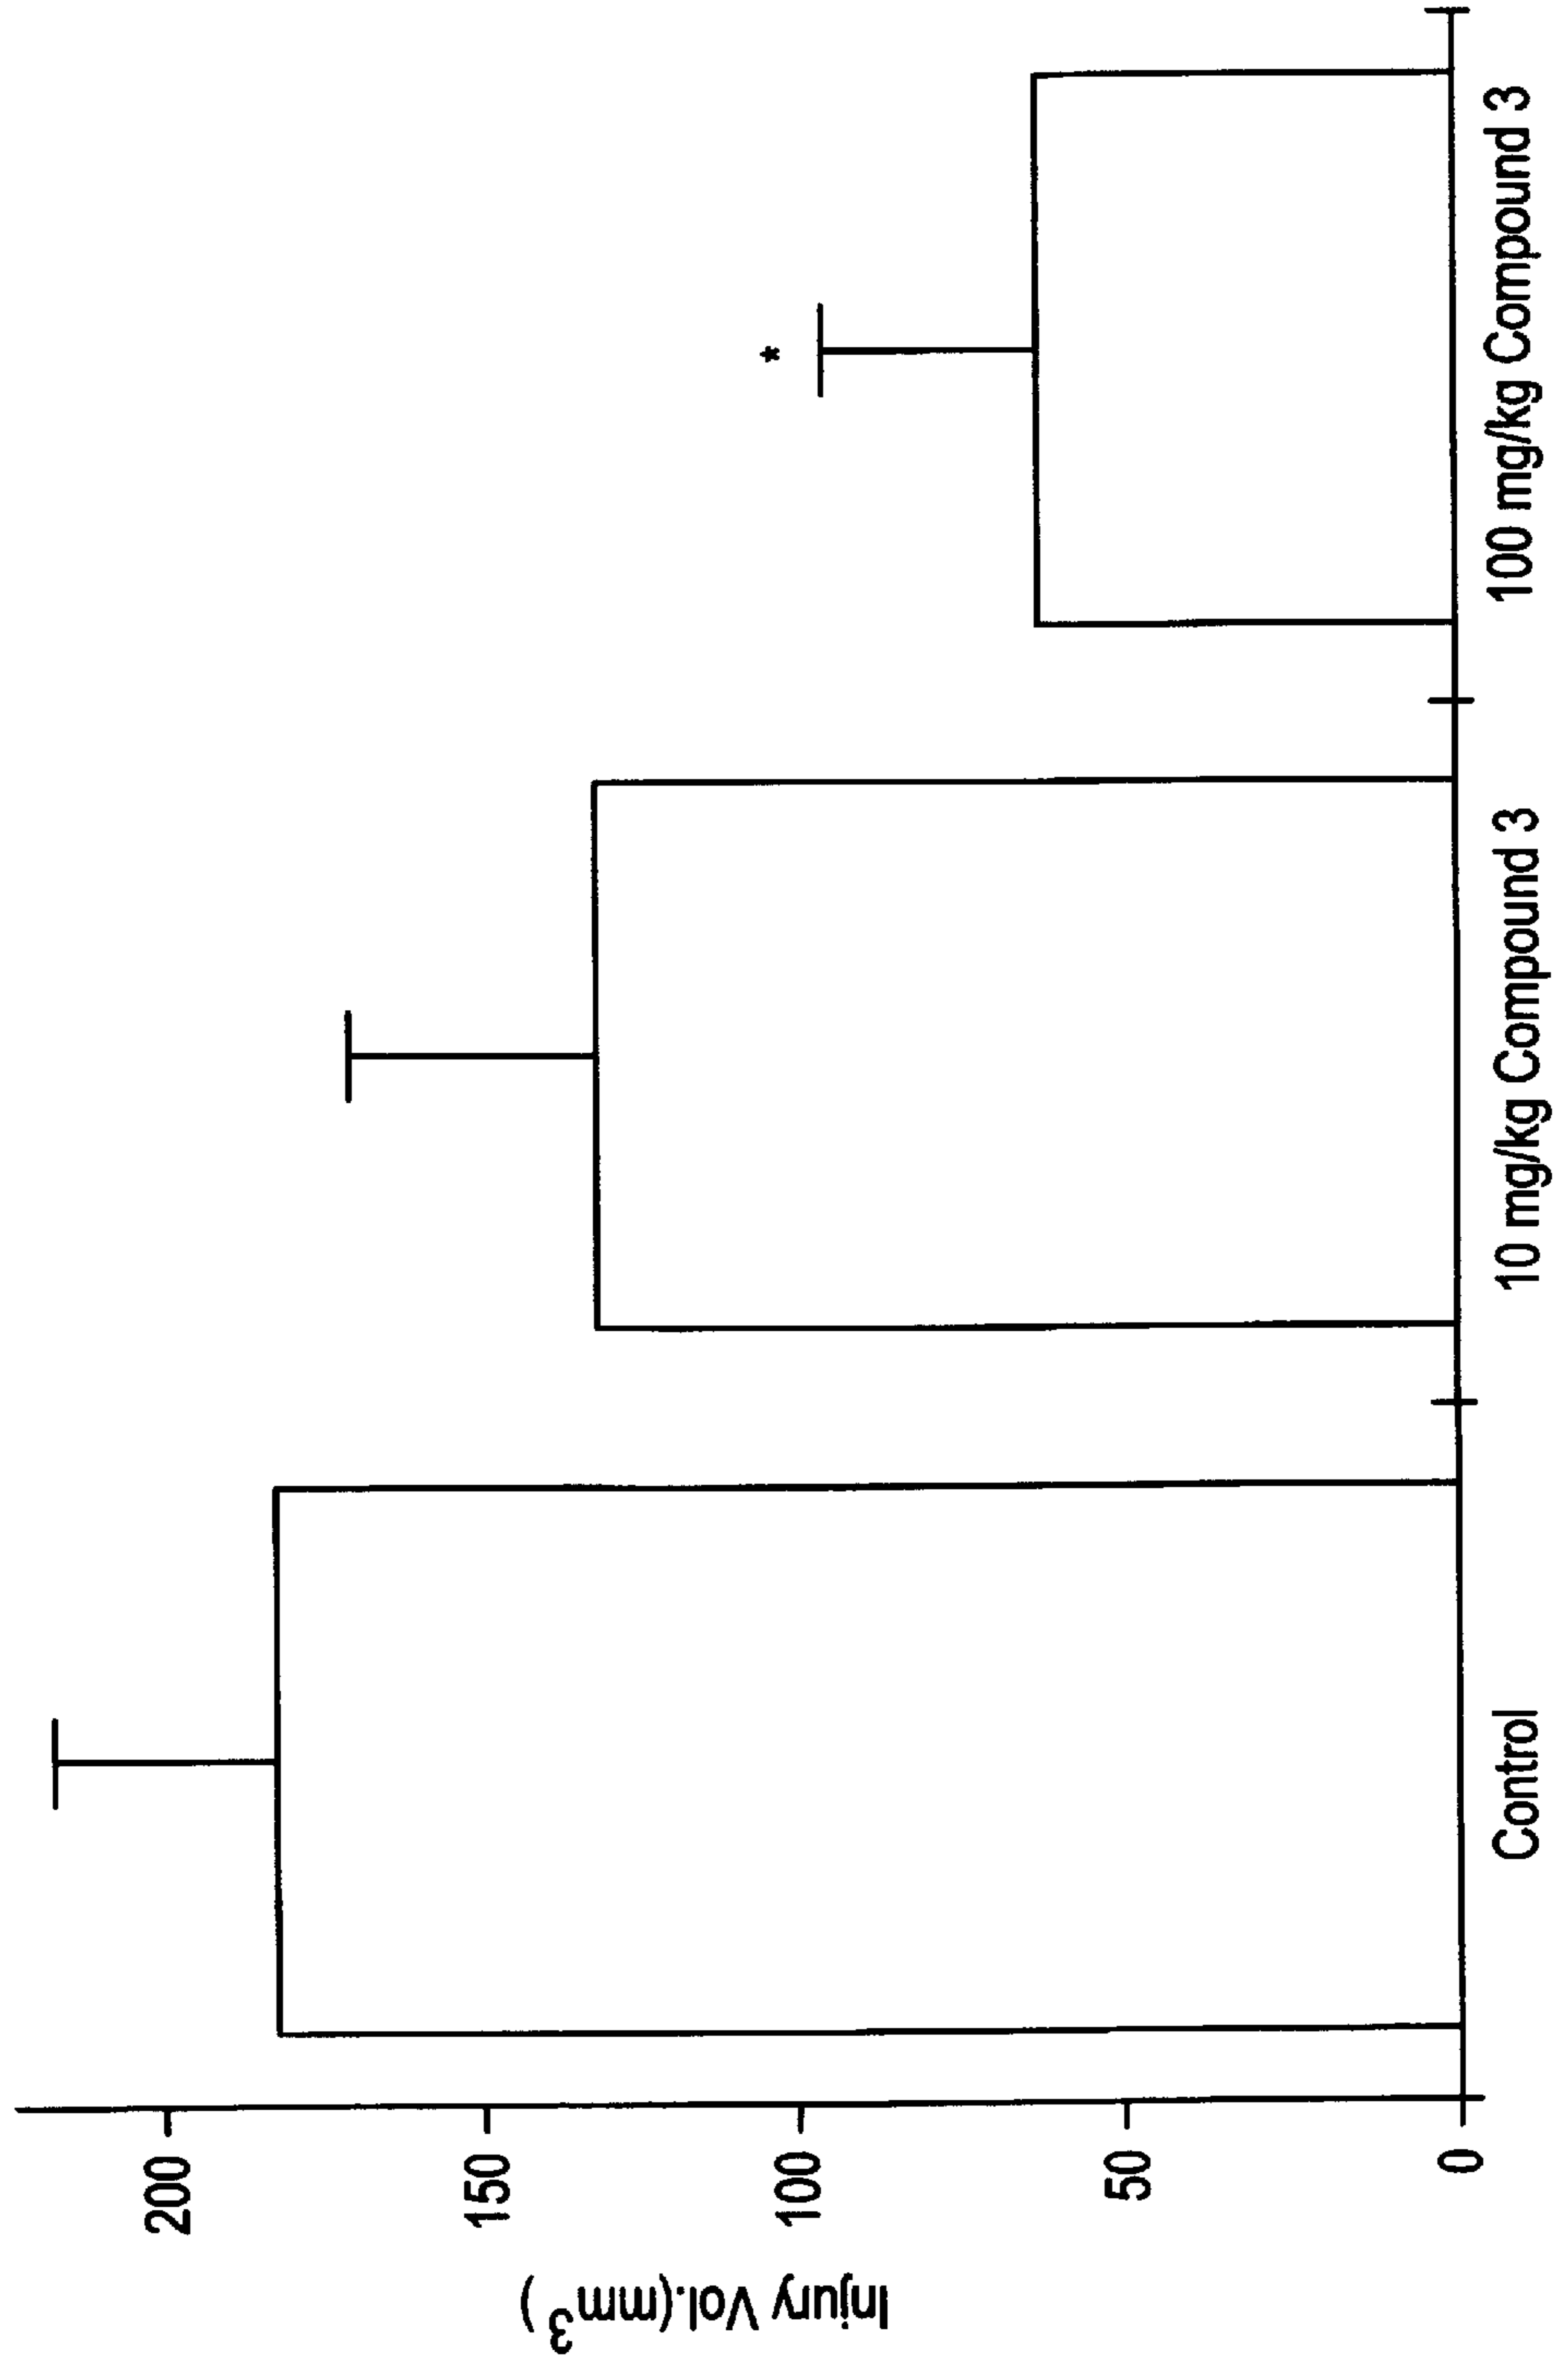 Injury Vol.(mm3)
200
150
100
50
0
*
Control
10 mg/kg Compound 3
100 mg/kg Compound 3